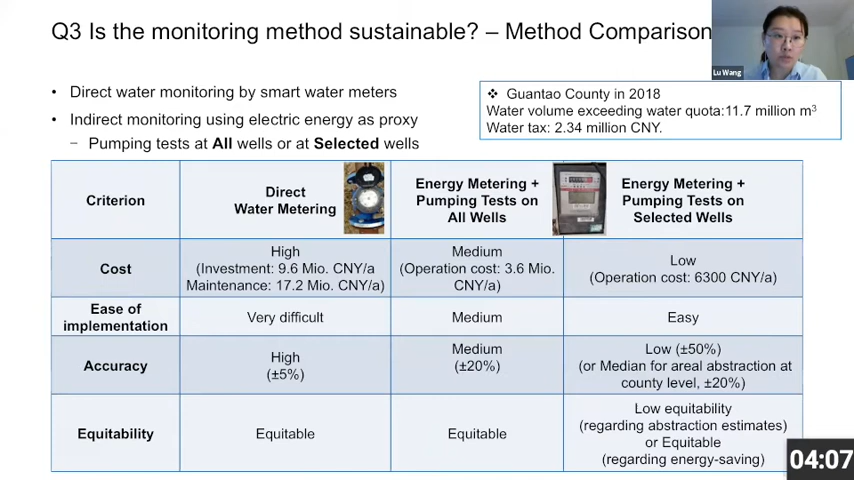 Q3 Is the monitoring method sustainable? – Method Comparison
Lu Wang
• Direct water monitoring by smart water meters
• Indirect monitoring using electric energy as proxy
− Pumping tests at All wells or at Selected wells
❖ Guantao County in 2018
Water volume exceeding water quota:11.7 million m³
Water tax: 2.34 million CNY.
Criterion
Direct
Water Metering
Energy Metering +
Pumping Tests on
All Wells
Energy Metering +
Pumping Tests on
Selected Wells
Cost
High
(Investment: 9.6 Mio. CNY/a
Maintenance: 17.2 Mio. CNY/a)
Medium
(Operation cost: 3.6 Mio.
CNY/a)
Low
(Operation cost: 6300 CNY/a)
Ease of
implementation
Very difficult
Medium
Easy
Accuracy
High
(±5%)
Medium
(±20%)
Low (±50%)
(or Median for areal abstraction at
county level, ±20%)
Equitability
Equitable
Equitable
Low equitability
(regarding abstraction estimates)
or Equitable
(regarding energy-saving)
04:07